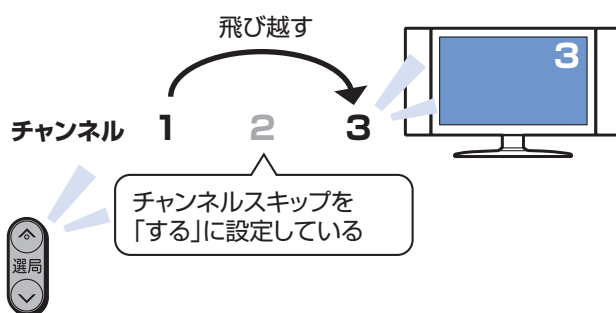 飛び越す
3
チャンネル 1 2 3
チャンネルスキップを
「する」に設定している
選局